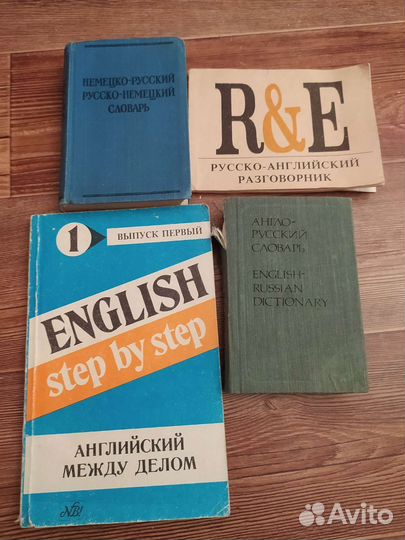 НЕМЕЦКО-РУССКИЙ
РУССКО-НЕМЕЦКИЙ
СЛОВАРЬ
R&E
РУССКО-АНГЛИЙСКИЙ
РАЗГОВОРНИК
1
ВЫПУСК ПЕРВЫЙ
ENGLISH
step by step
АНГЛИЙСКИЙ
МЕЖДУ ДЕЛОМ
NB!
АНГЛО-
РУССКИЙ
СЛОВАРЬ
ENGLISH-
RUSSIAN
DICTIONARY
Avito